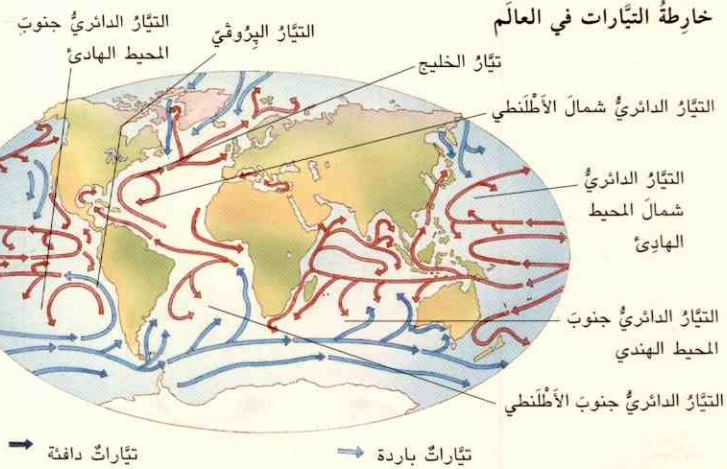 خارِطةُ التيَّارات في العالَم
التيَّارُ الدائريُّ جنوبَ
المحيط الهادئ
التيَّارُ البِيرُوڤيّ
تيَّارُ الخليج
التيَّارُ الدائريُّ شمالَ الأَطْلَنطي
التيَّارُ الدائريُّ
شمالَ المحيط
الهادِئ
التيَّارُ الدائريُّ جنوبَ
المحيط الهندي
التيَّارُ الدائريُّ جنوبَ الأَطْلَنطي
تيَّاراتٌ باردة
تيَّاراتٌ دافئة